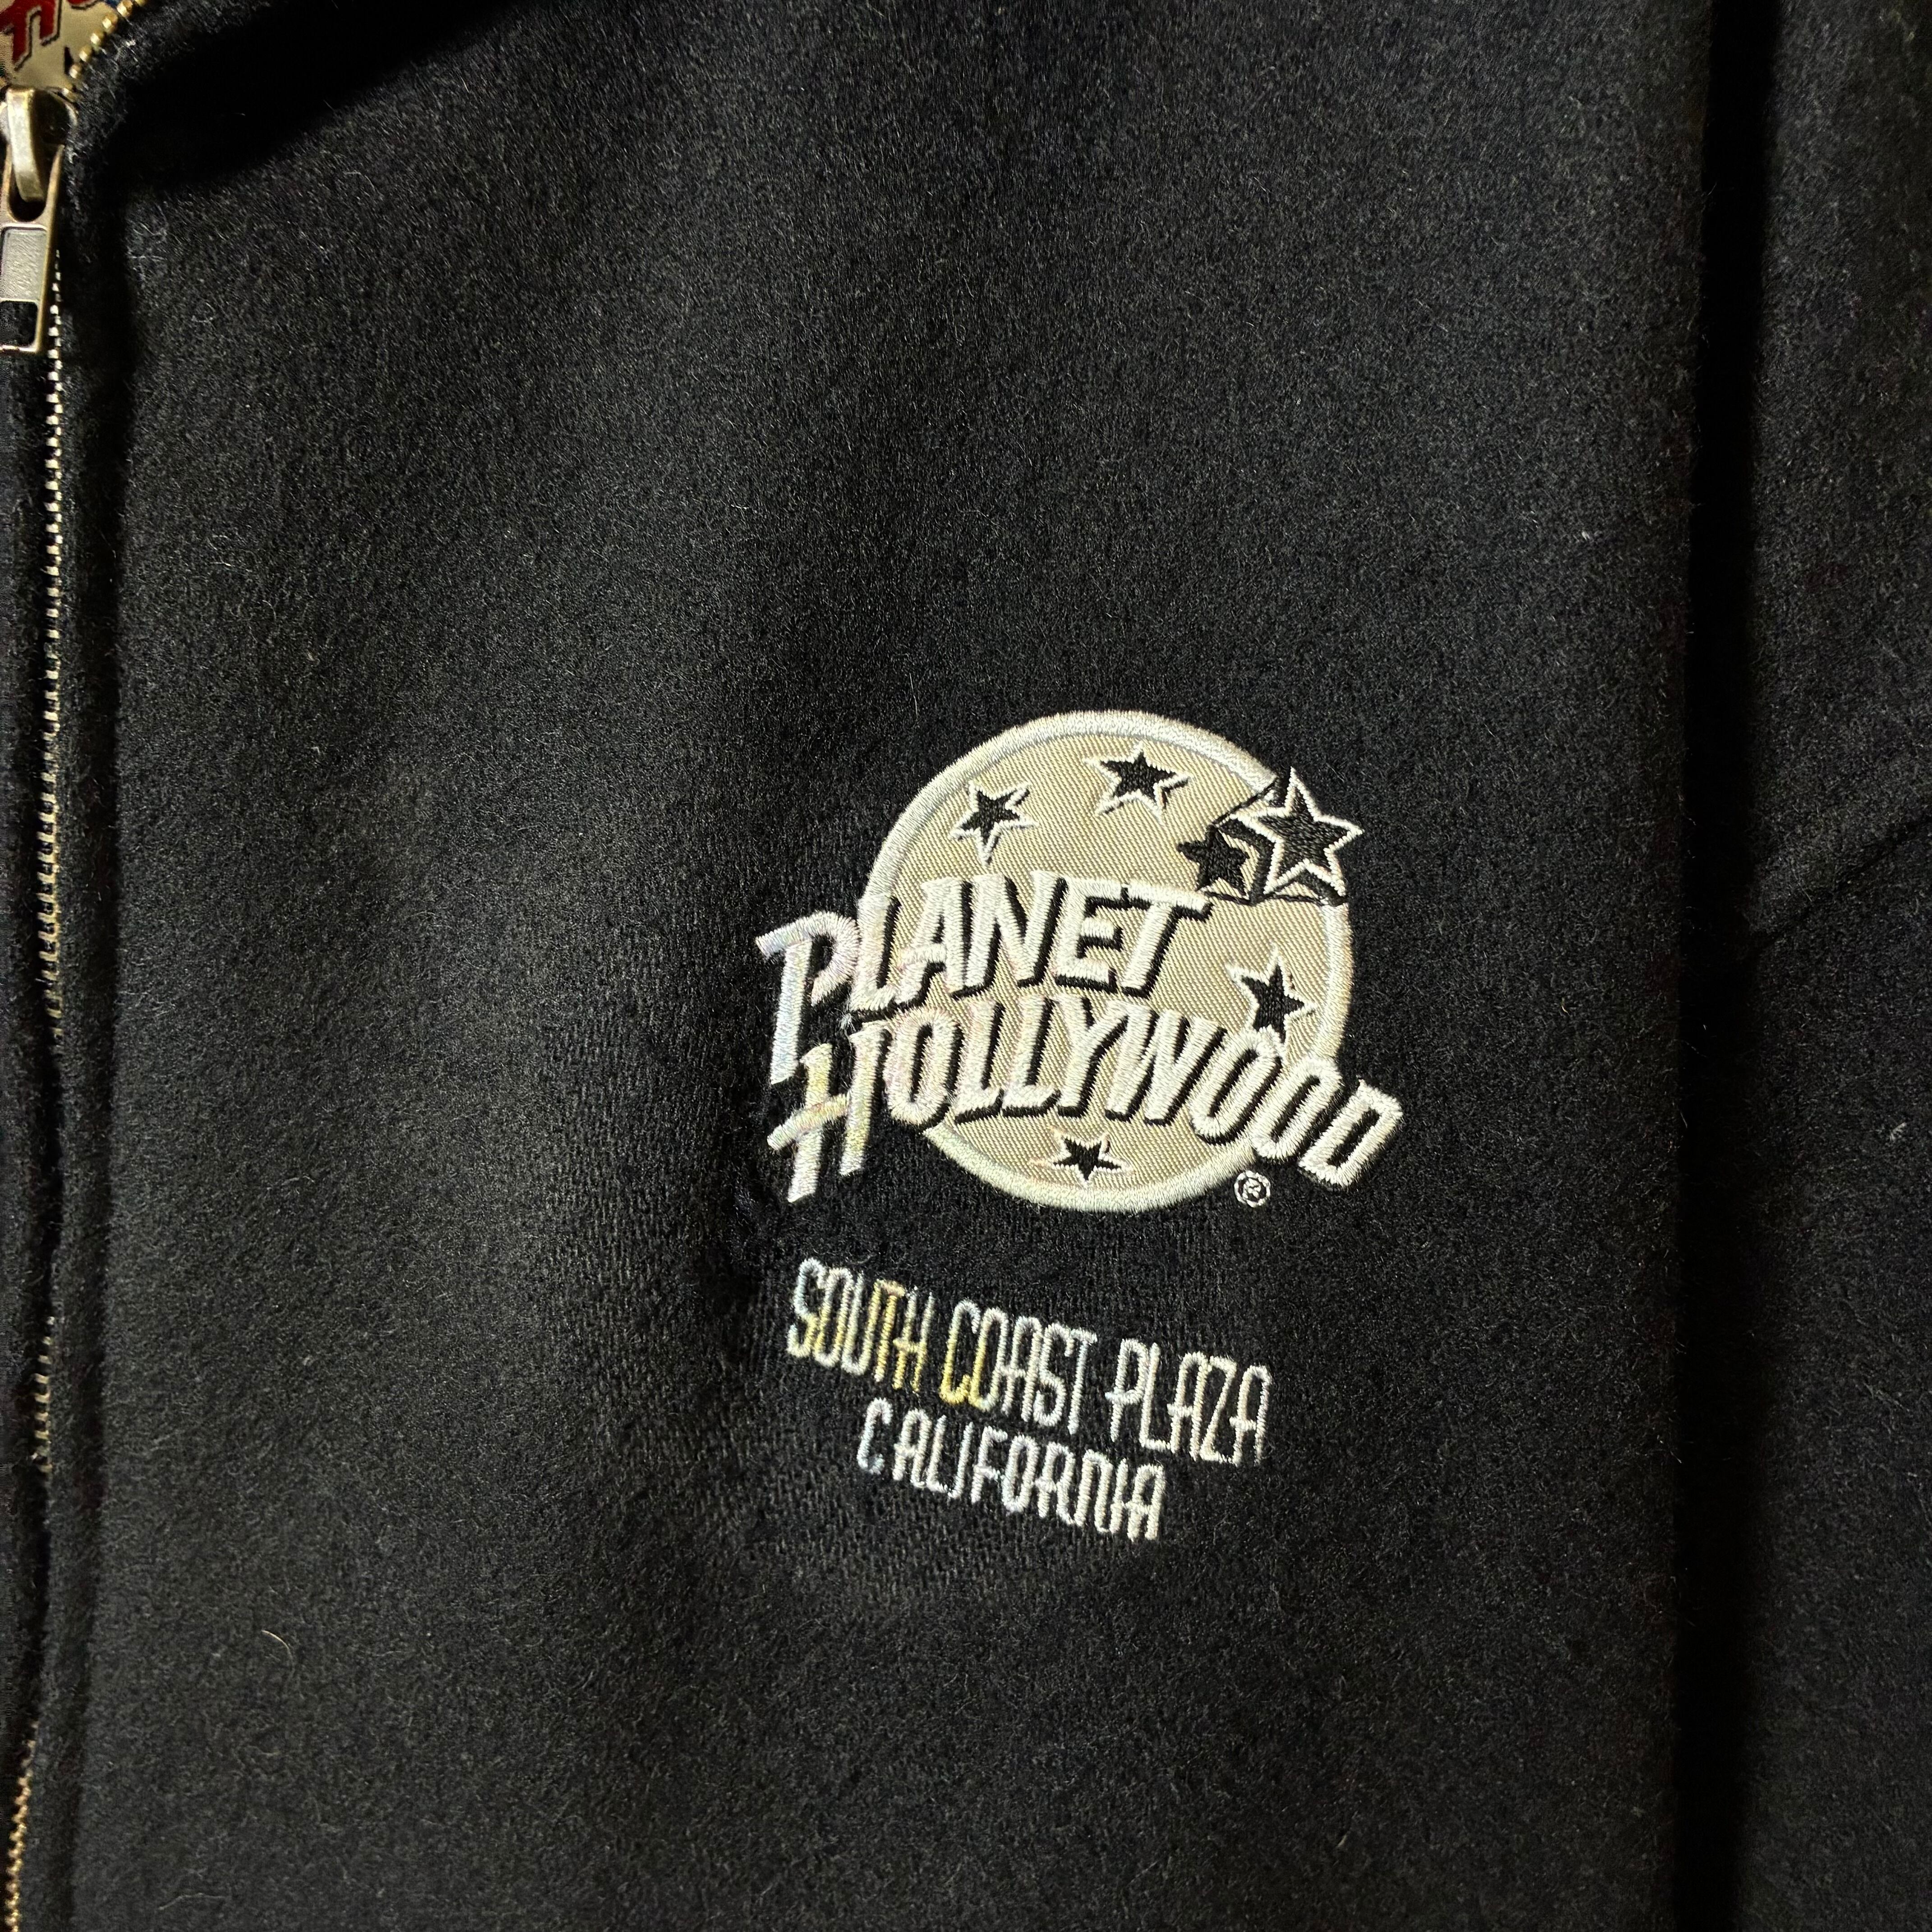 PLANET
HOLLYWOOD
®
SOUTH COAST PLAZA
CALIFORNIA